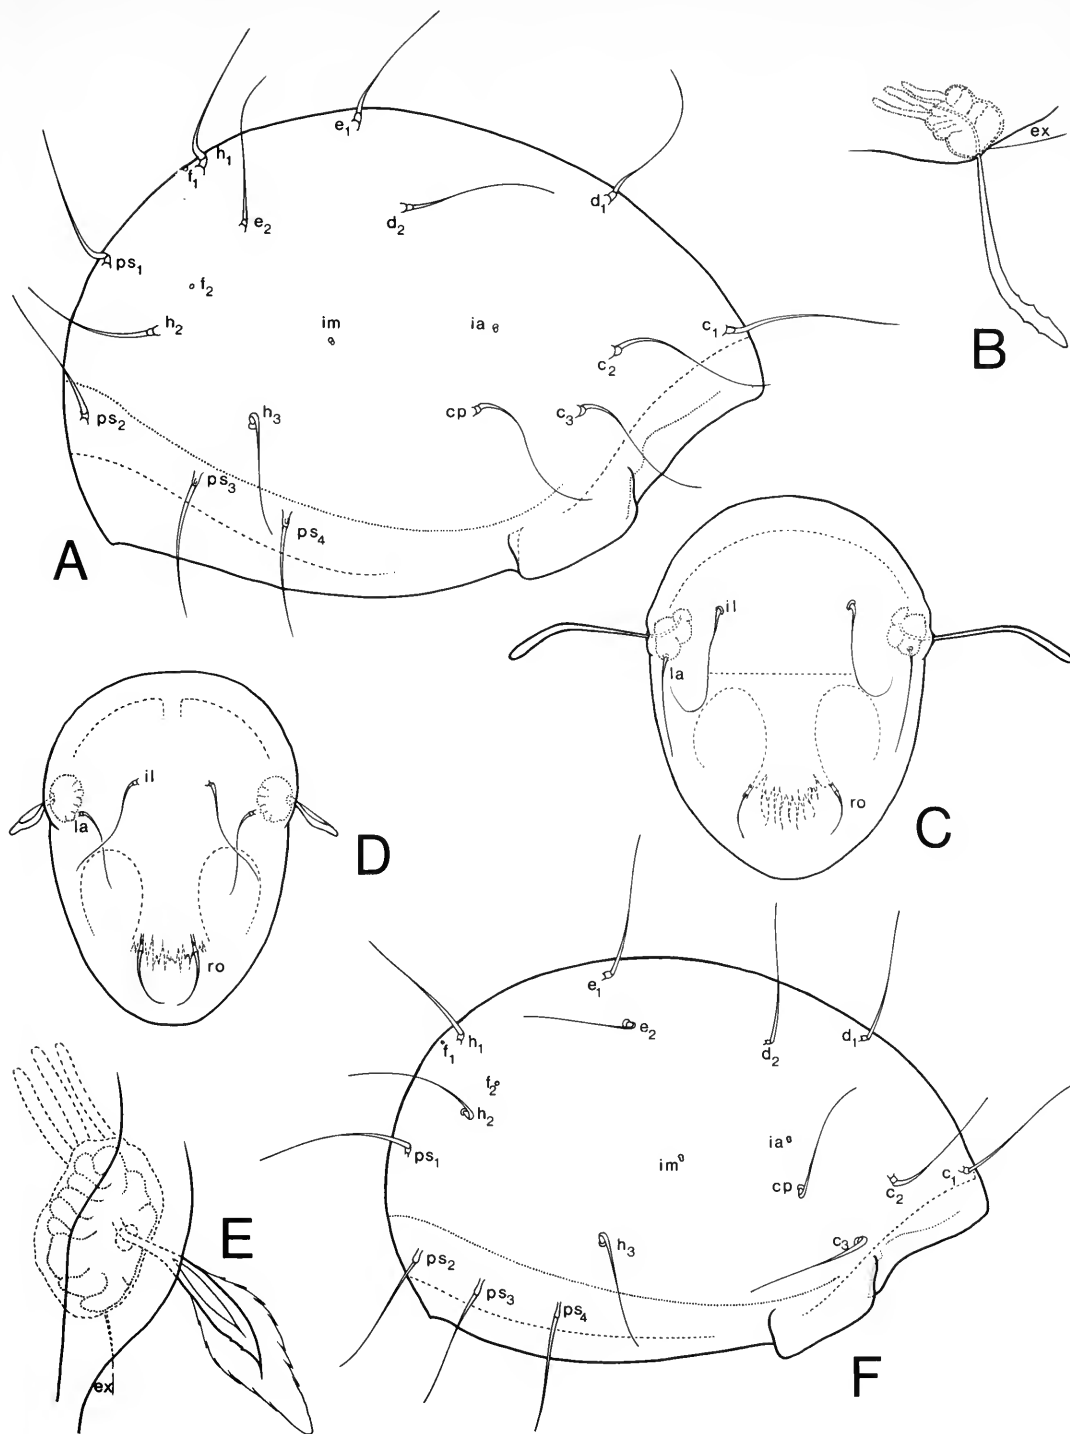 e₁
h₁
f₁
e₂
d₂
d₁
ps₁
f₂
h₂
im
ia
c₁
c₂
ps₂
h₃
cp
c₃
ps₃
ps₄
A
ex
B
il
la
ro
C
il
la
ro
D
ex
E
e₁
h₁
f₁
e₂
d₂
d₁
f₂
h₂
ps₁
im
ia
cp
c₂
c₁
ps₂
h₃
c₃
ps₃
ps₄
F